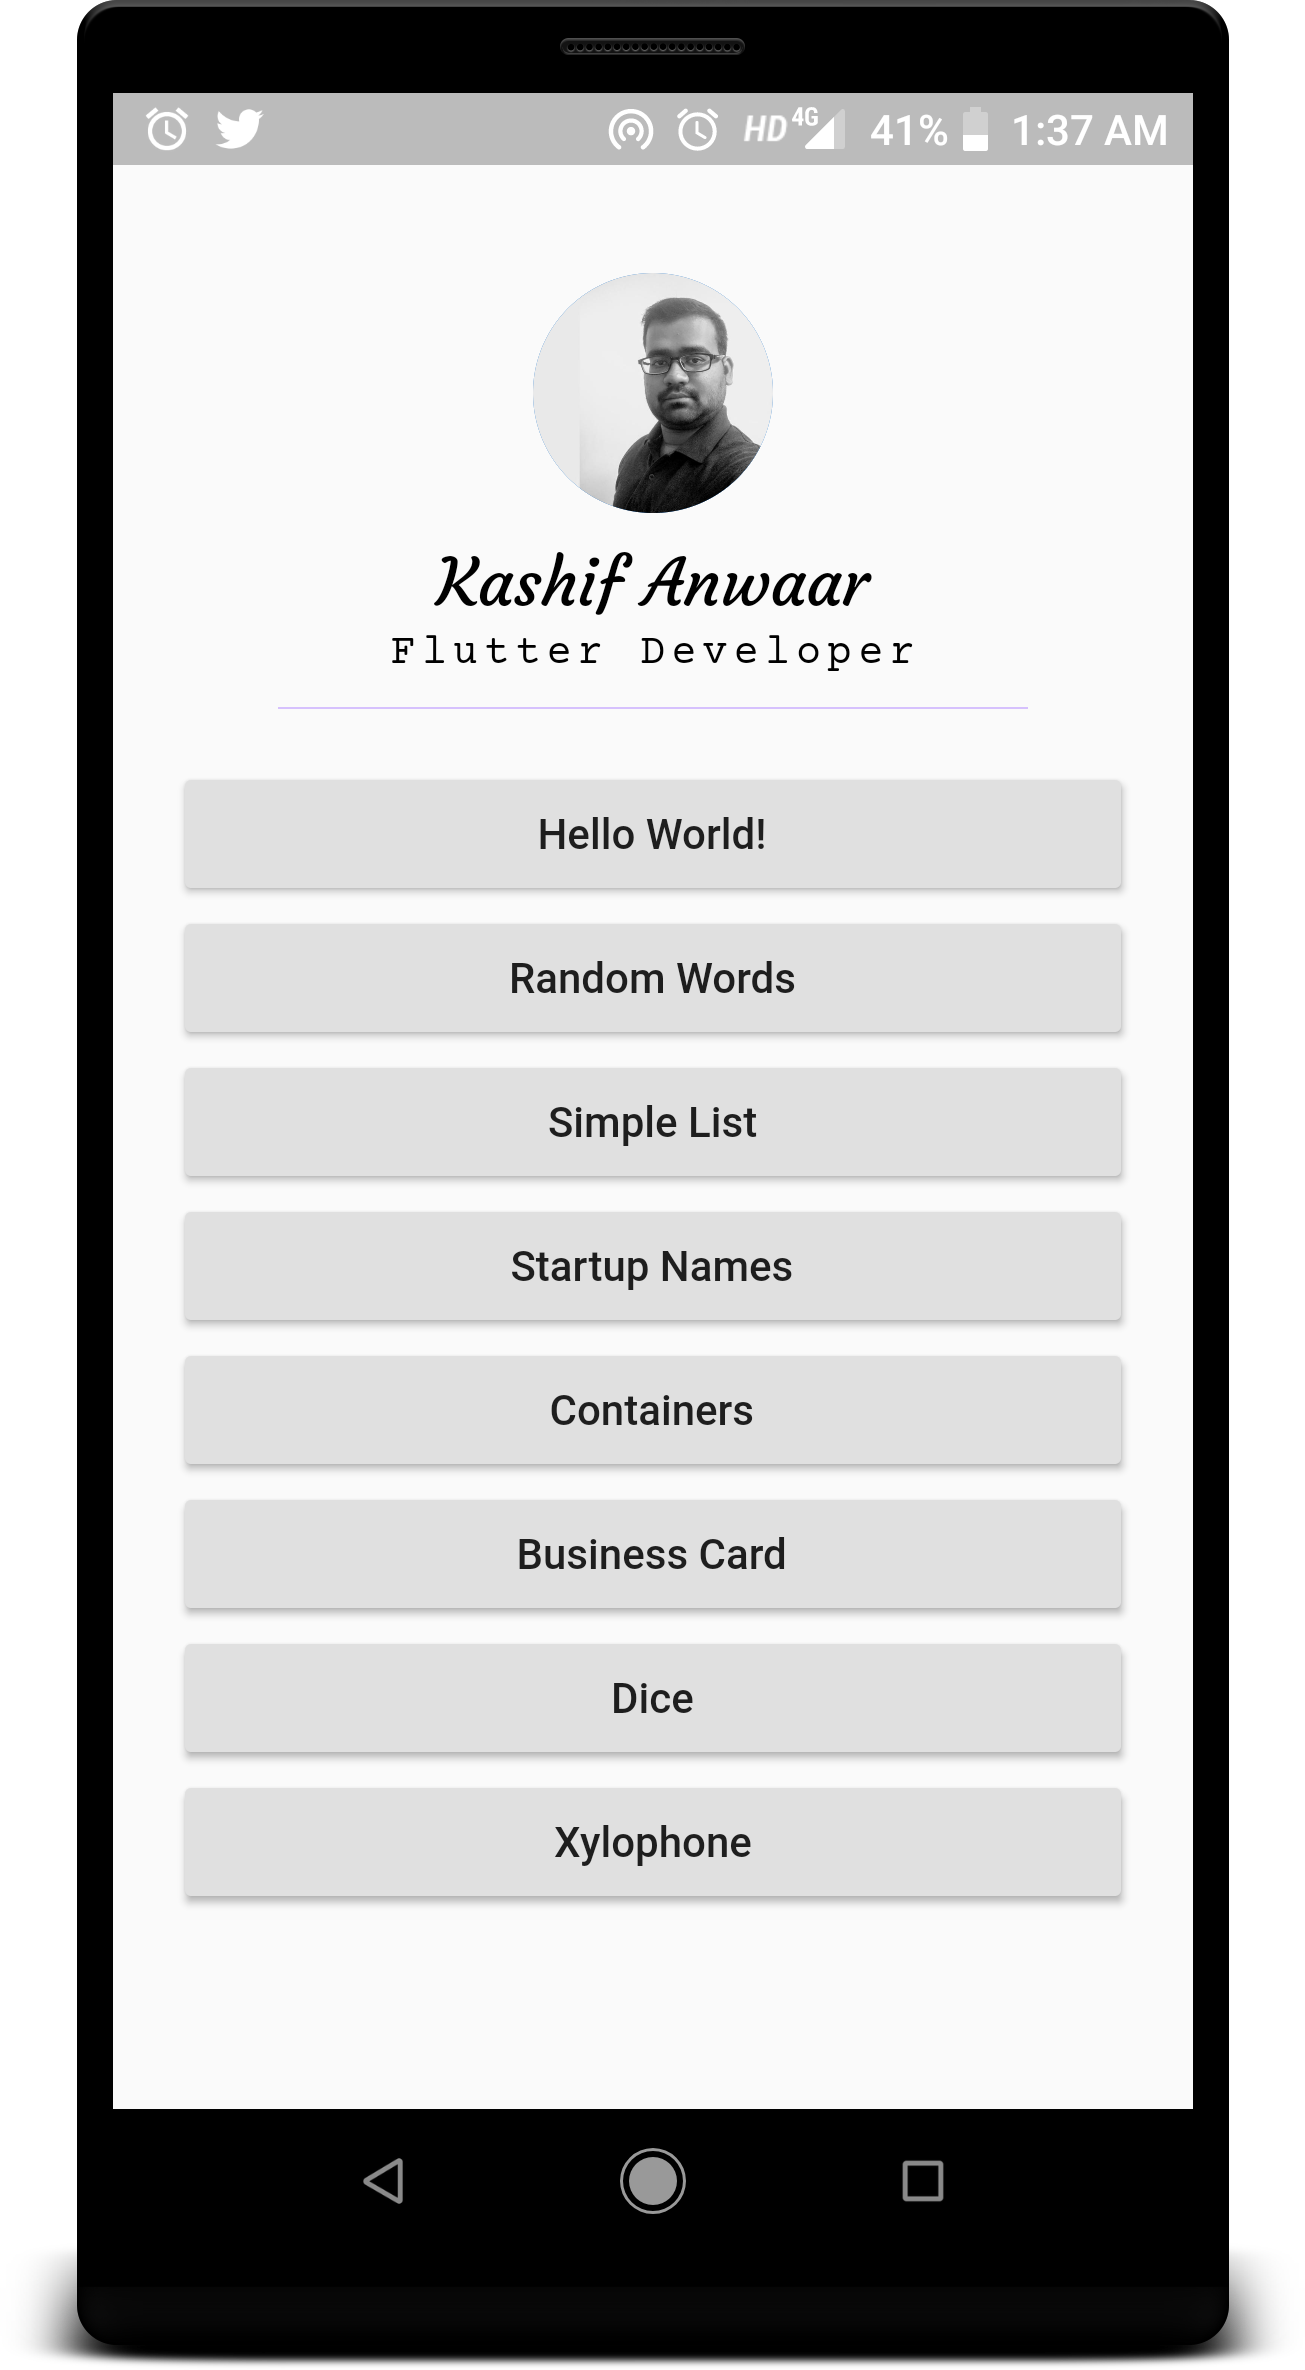 HD 4G 41% 1:37 AM
Kashif Anwaar
Flutter Developer
Hello World!
Random Words
Simple List
Startup Names
Containers
Business Card
Dice
Xylophone